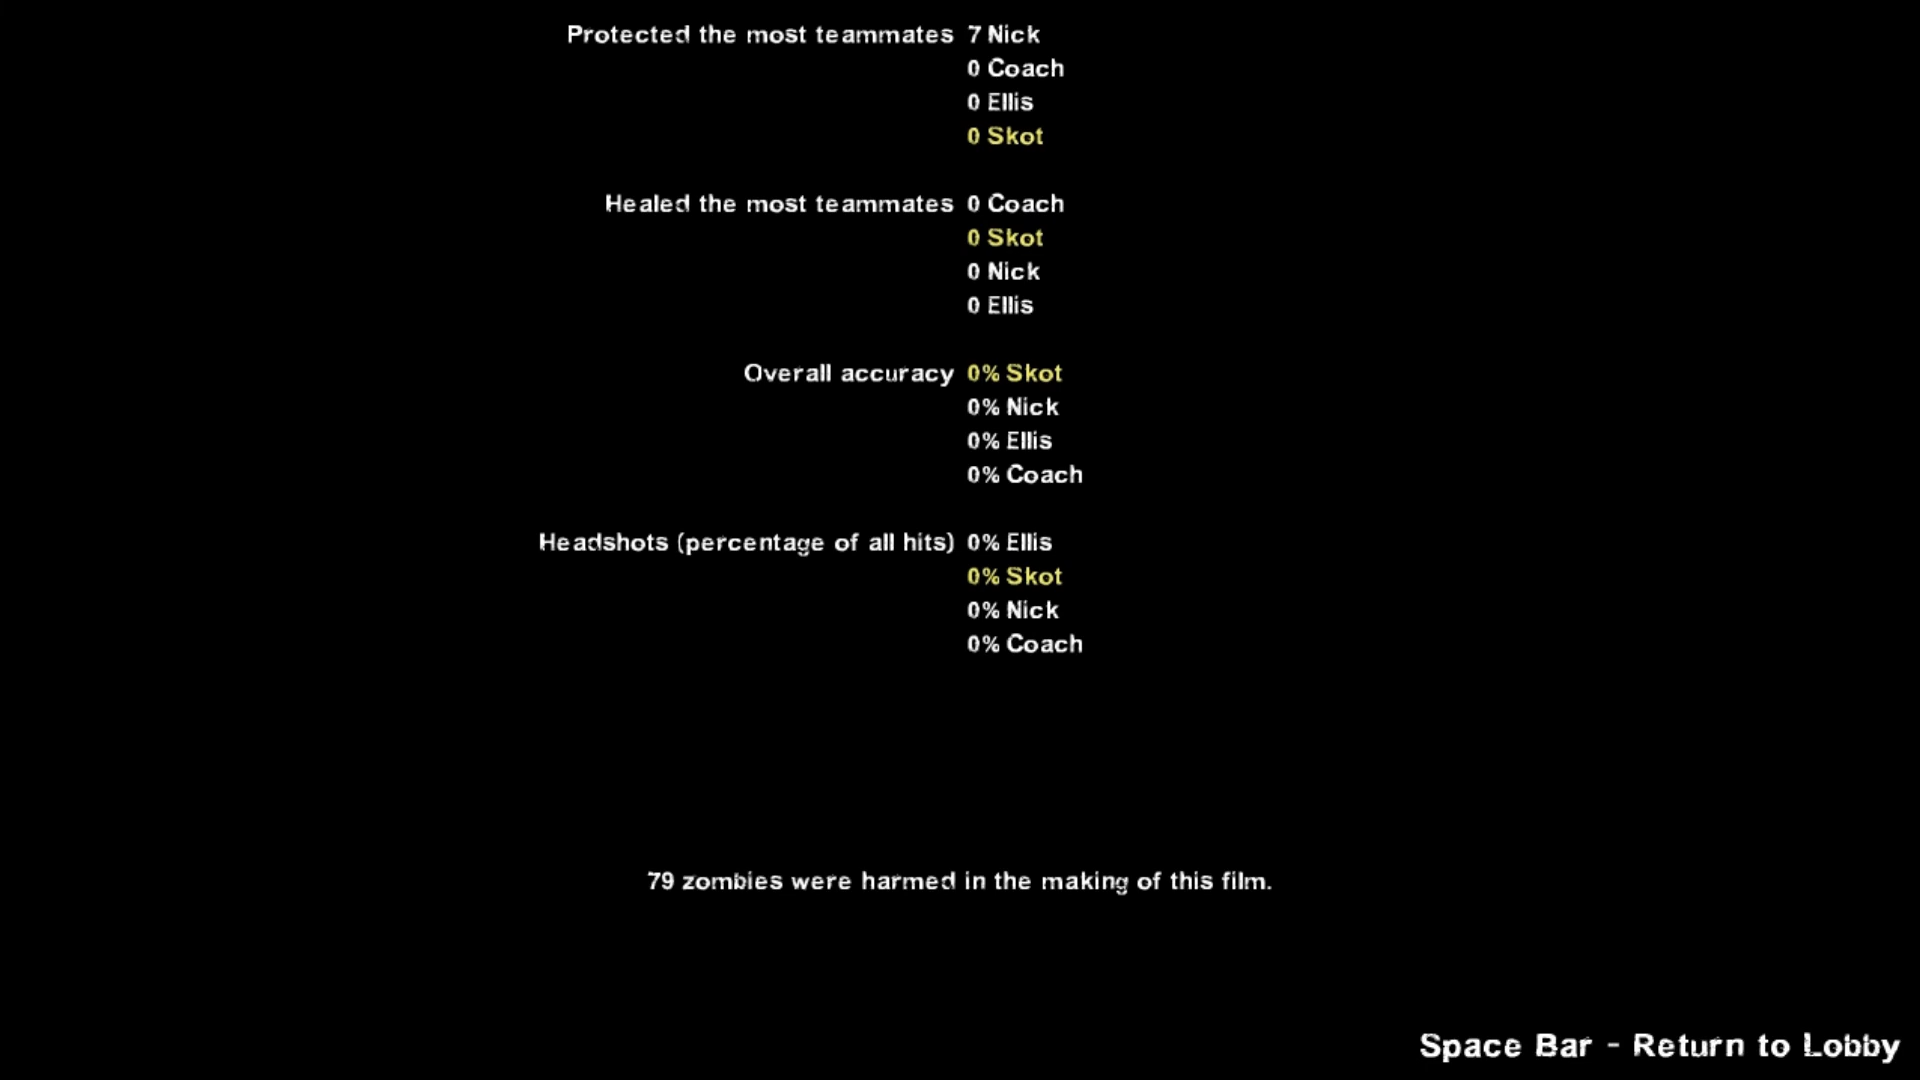 Protected the most teammates 7 Nick
0 Coach
0 Ellis
0 Skot
Healed the most teammates 0 Coach
0 Skot
0 Nick
0 Ellis
Overall accuracy 0% Skot
0% Nick
0% Ellis
0% Coach
Headshots (percentage of all hits) 0% Ellis
0% Skot
0% Nick
0% Coach
79 zombies were harmed in the making of this film.
Space Bar - Return to Lobby